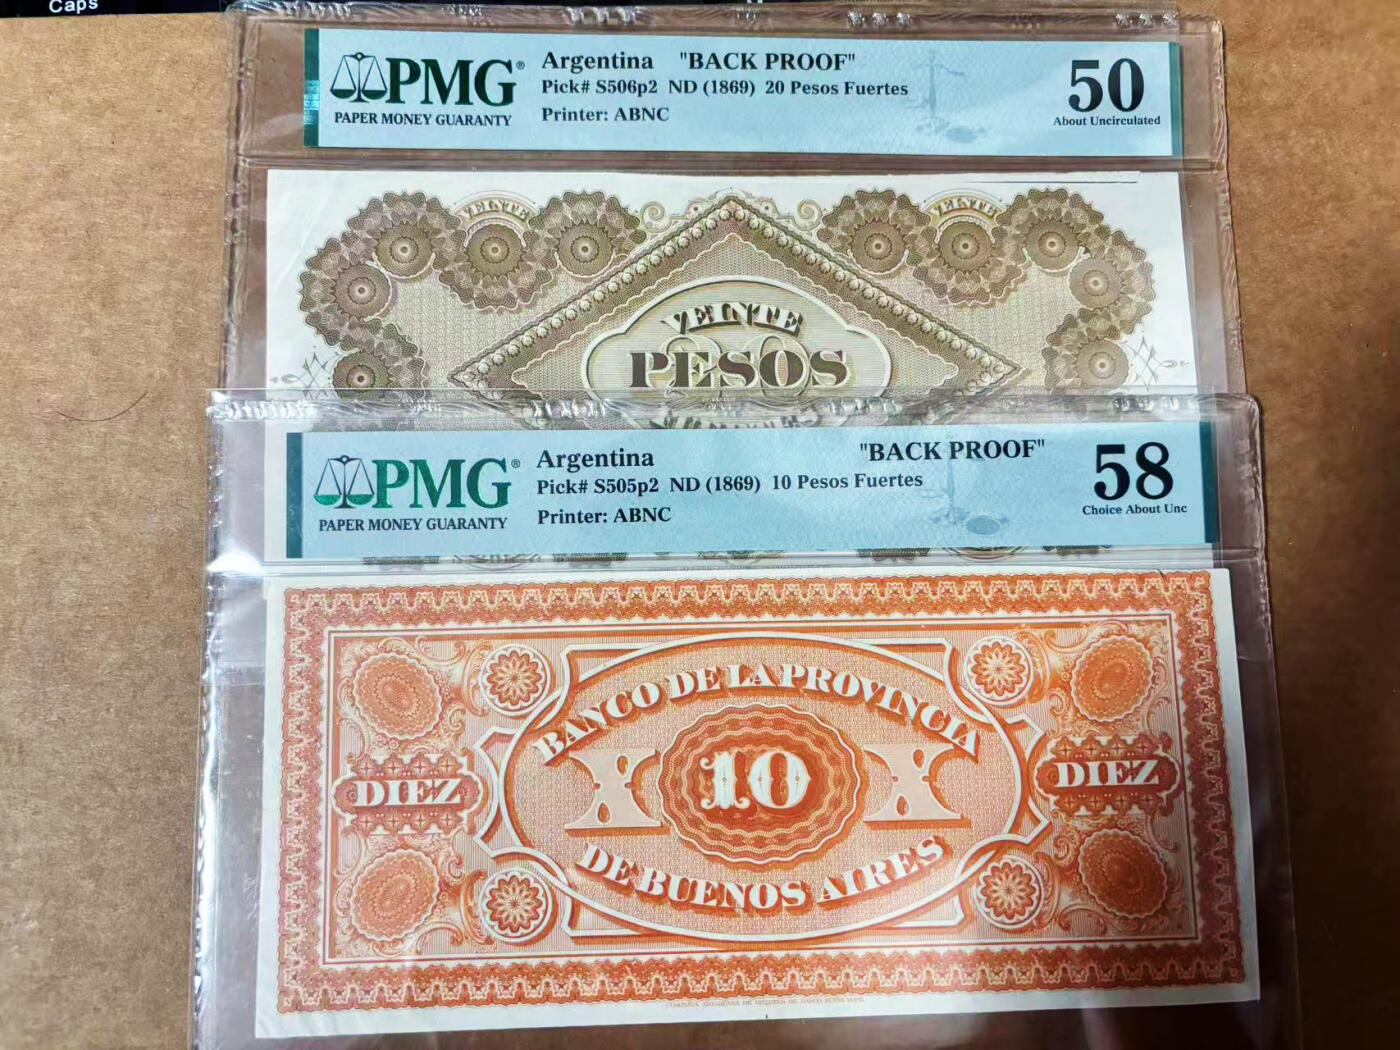 Caps
PMG®
PAPER MONEY GUARANTY
Argentina "BACK PROOF"
Pick# S506p2 ND (1869) 20 Pesos Fuertes
Printer: ABNC
50
About Uncirculated
VEINTE
VEINTE
VEINTE
PESOS
PMG®
PAPER MONEY GUARANTY
Argentina "BACK PROOF"
Pick# S505p2 ND (1869) 10 Pesos Fuertes
Printer: ABNC
58
Choice About Unc
BANCO DE LA PROVINCIA
DIEZ X 10 X DIEZ
DE BUENOS AIRES